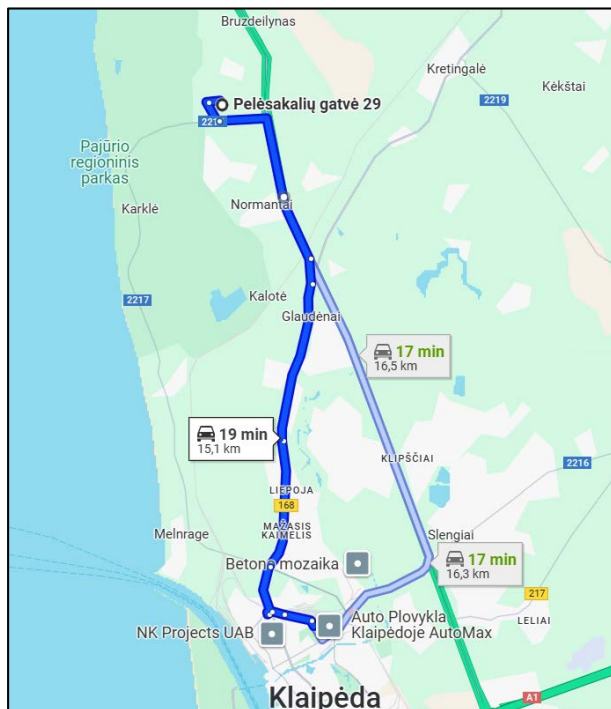 Bruzdeilynas
Kretingalė
Kėkštai
2219
Pelėsakalių gatvė 29
Pajūrio
regioninis
parkas
Normantai
Karklė
2217
Kalotė
Glaudėnai
17 min
16,5 km
19 min
15,1 km
KLIPŠČIAI
2216
LIEPOJA
168
MAŽASIS
KAIMELIS
Melnrage
Slengiai
Betono mozaika
17 min
16,3 km
217
LELIAI
Auto Plovykla
Klaipėdoje AutoMax
NK Projects UAB
Klaipėda
A1